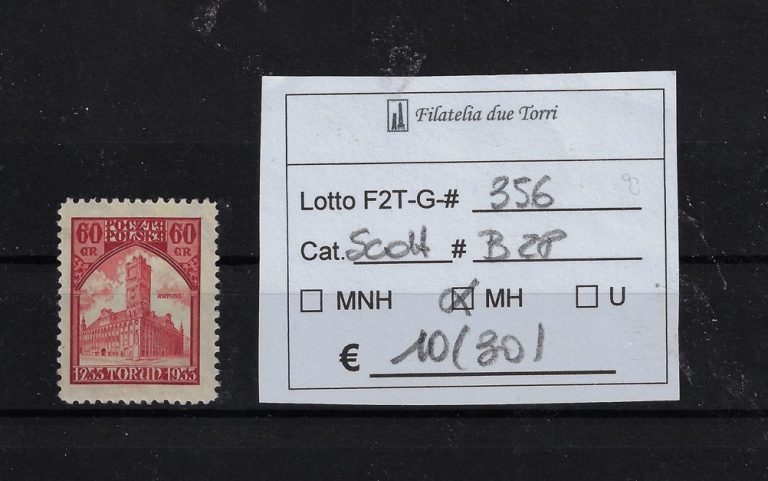 60 POCZTA 60
GR POLSKA GR
1233 TORUŃ 1933
Filatelia due Torri
Lotto F2T-G-# 356
Cat. Scott # B28
☐ MNH ☒ MH ☐ U
€ 10(30)